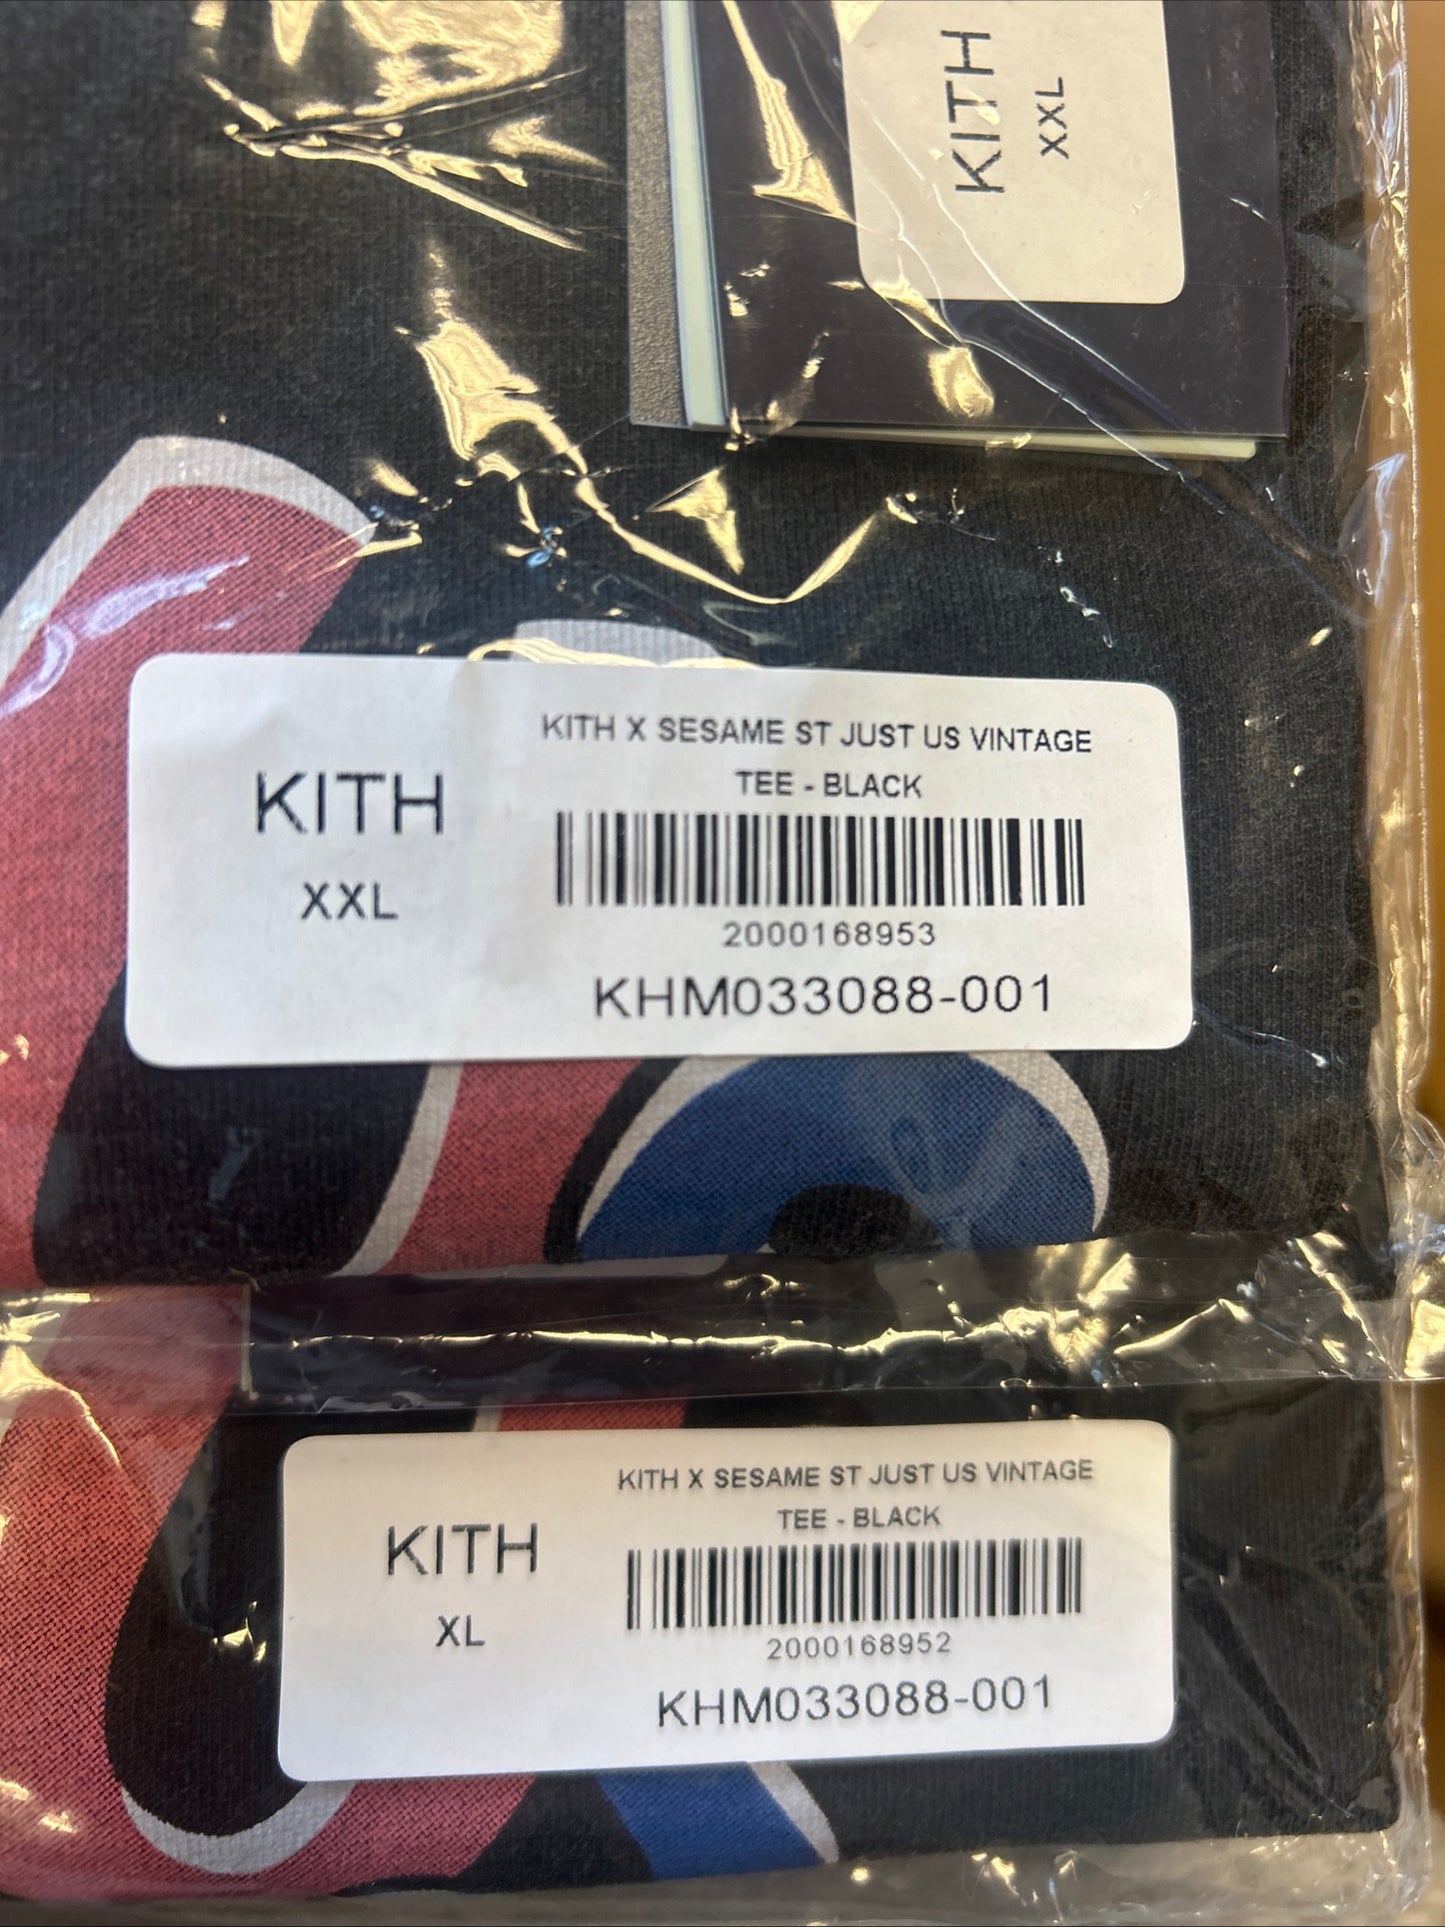 KITH
XXL
KITH X SESAME ST JUST US VINTAGE
TEE - BLACK
KITH
XXL
2000168953
KHM033088-001
KITH X SESAME ST JUST US VINTAGE
TEE - BLACK
KITH
XL
2000168952
KHM033088-001